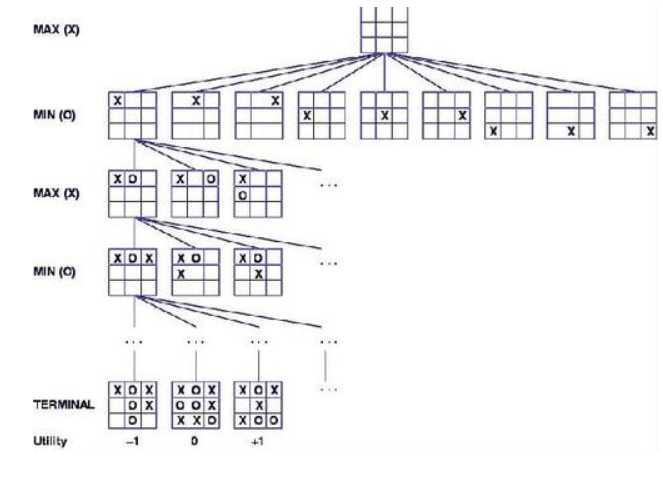 MAX (X)
X X X
MIN (O) X X X
X X X
X O X O X
MAX (X) O ...
X O X X O X O
MIN (O) X X ...
... ... ... ...
X O X X O X X O X ...
TERMINAL O X O O X X
O X X O X O O
Utility –1 0 +1